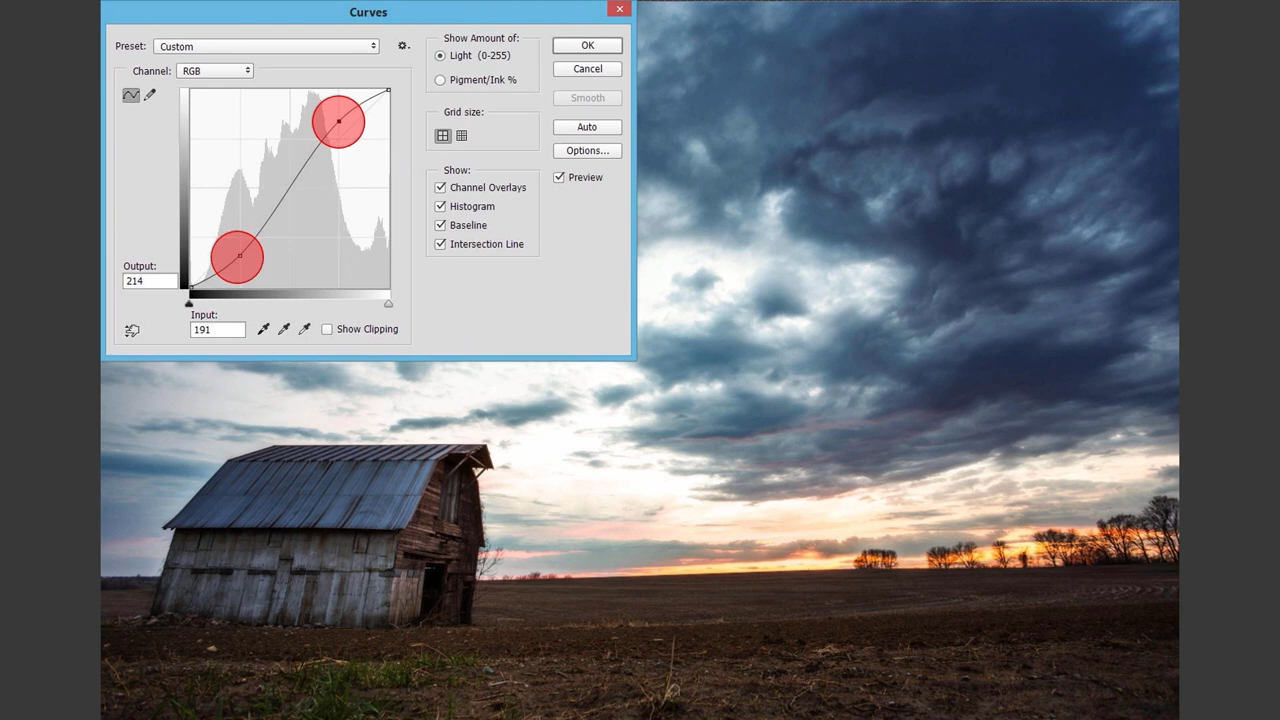 Curves
Preset: Custom
Channel: RGB
Output:
214
Input:
191
Show Clipping
Show Amount of:
Light (0-255)
Pigment/Ink %
Grid size:
Show:
Channel Overlays
Histogram
Baseline
Intersection Line
OK
Cancel
Smooth
Auto
Options...
Preview